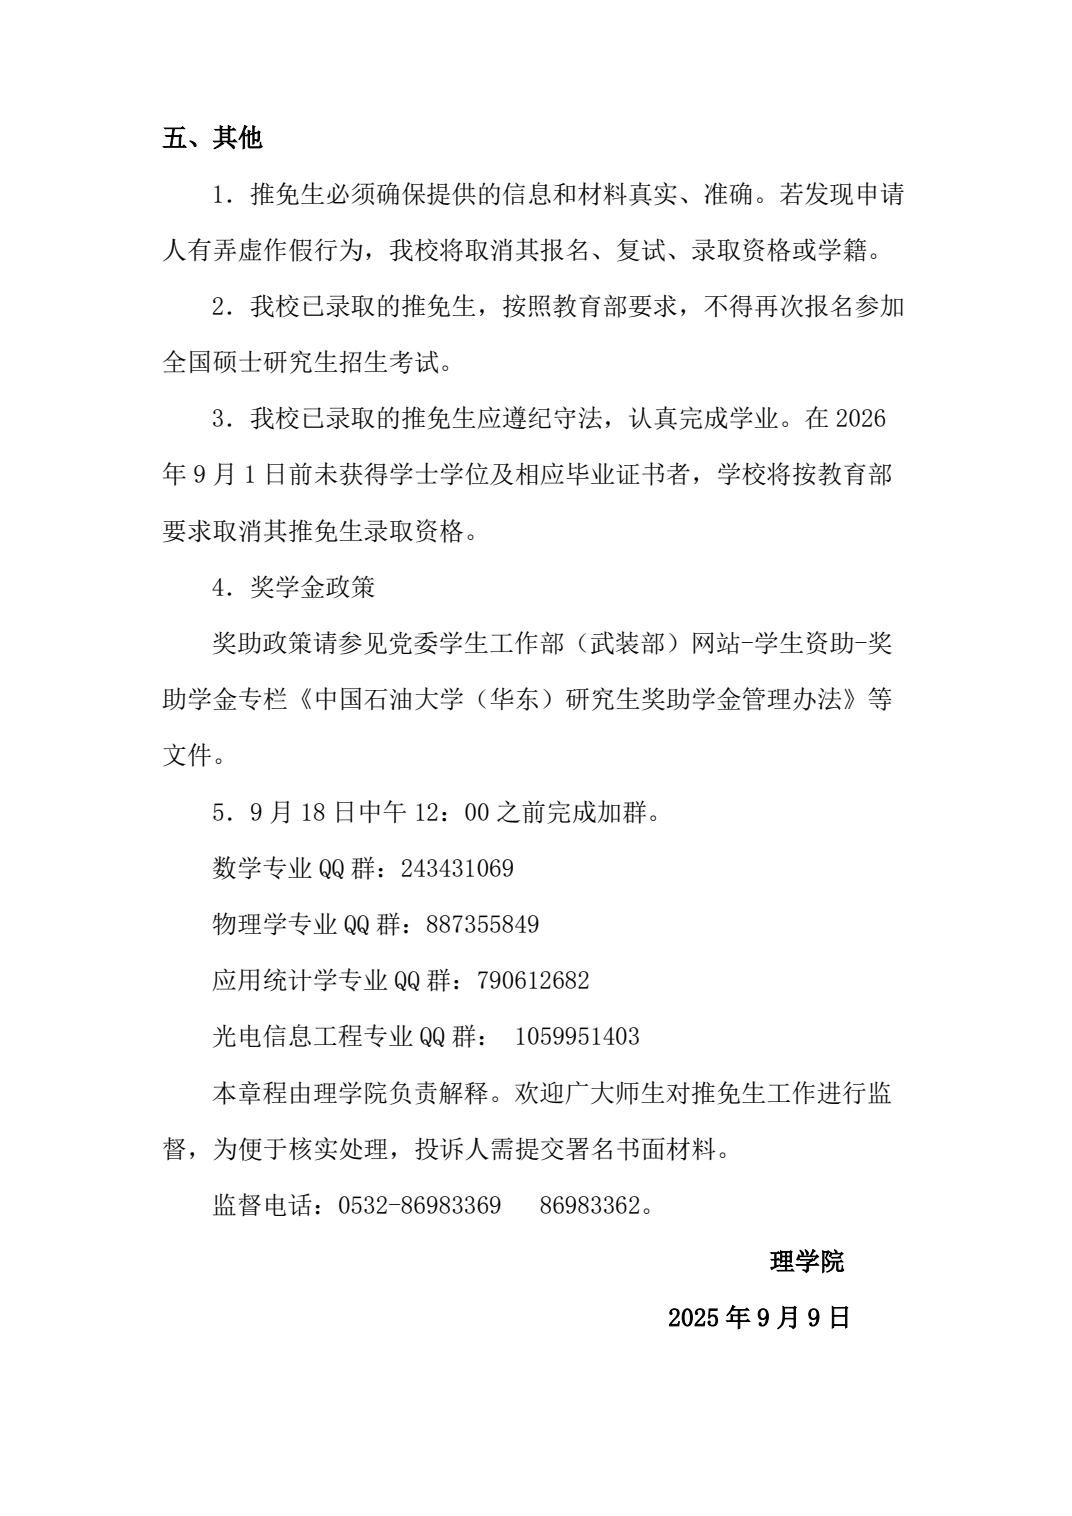 五、其他
1．推免生必须确保提供的信息和材料真实、准确。若发现申请
人有弄虚作假行为，我校将取消其报名、复试、录取资格或学籍。
2．我校已录取的推免生，按照教育部要求，不得再次报名参加
全国硕士研究生招生考试。
3．我校已录取的推免生应遵纪守法，认真完成学业。在 2026
年 9 月 1 日前未获得学士学位及相应毕业证书者，学校将按教育部
要求取消其推免生录取资格。
4．奖学金政策
奖助政策请参见党委学生工作部（武装部）网站-学生资助-奖
助学金专栏《中国石油大学（华东）研究生奖助学金管理办法》等
文件。
5．9 月 18 日中午 12：00 之前完成加群。
数学专业 QQ 群：243431069
物理学专业 QQ 群：887355849
应用统计学专业 QQ 群：790612682
光电信息工程专业 QQ 群： 1059951403
本章程由理学院负责解释。欢迎广大师生对推免生工作进行监
督，为便于核实处理，投诉人需提交署名书面材料。
监督电话：0532-86983369   86983362。
理学院
2025 年 9 月 9 日